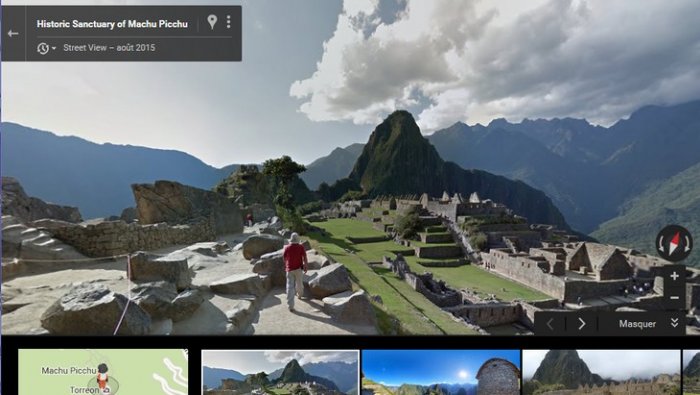 Historic Sanctuary of Machu Picchu
Street View – août 2015
Masquer
Machu Picchu
Torreon